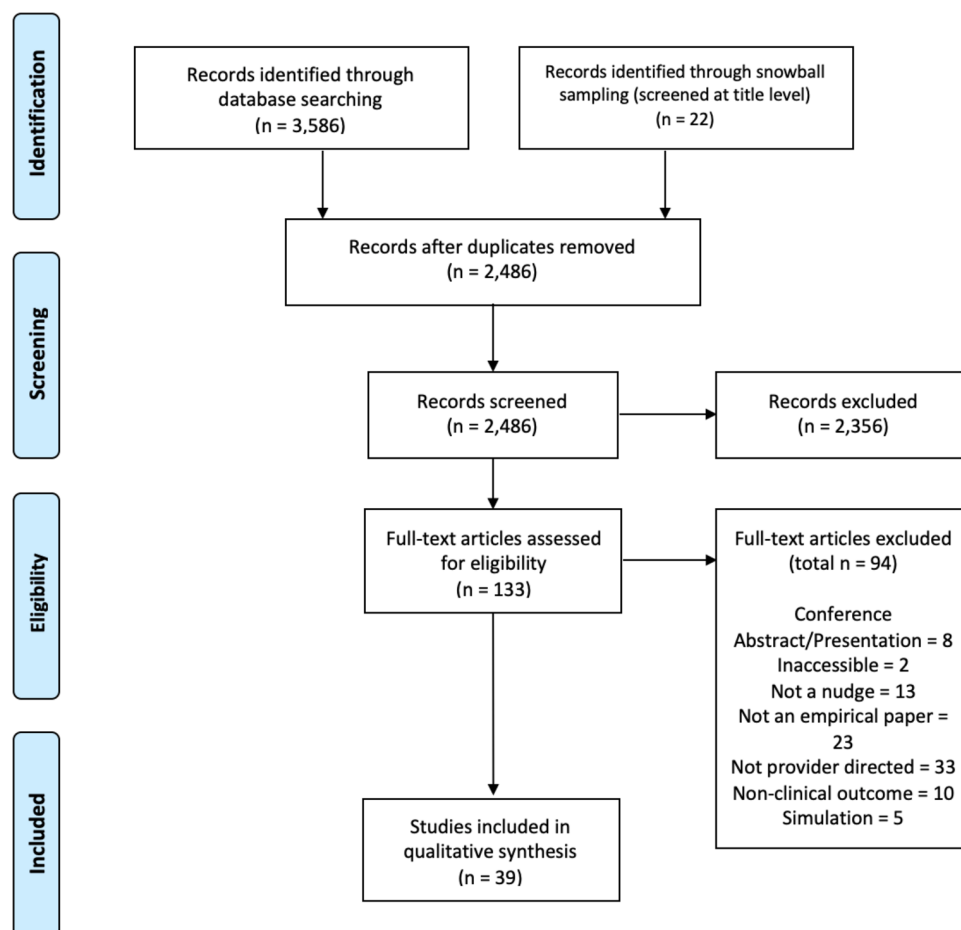 Identification
Records identified through
database searching
(n = 3,586)
Records identified through snowball
sampling (screened at title level)
(n = 22)
Records after duplicates removed
(n = 2,486)
Screening
Records screened
(n = 2,486)
Records excluded
(n = 2,356)
Eligibility
Full-text articles assessed
for eligibility
(n = 133)
Full-text articles excluded
(total n = 94)
Conference
Abstract/Presentation = 8
Inaccessible = 2
Not a nudge = 13
Not an empirical paper =
23
Not provider directed = 33
Non-clinical outcome = 10
Simulation = 5
Included
Studies included in
qualitative synthesis
(n = 39)